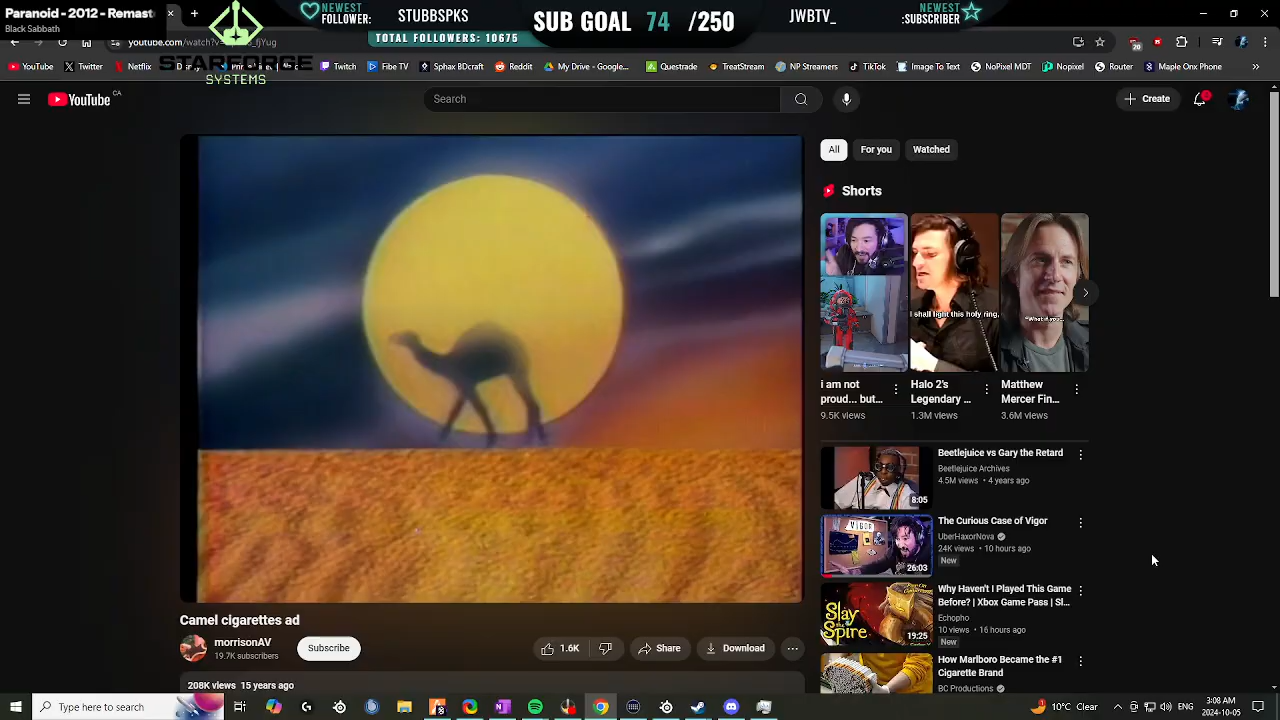 Paranoid - 2012 - Remast
Black Sabbath
NEWEST
FOLLOWER:
STUBBSPKS
SUB GOAL 74 /250
JWBTV_
NEWEST
:SUBSCRIBER
TOTAL FOLLOWERS: 10675
STARFORGE
SYSTEMS
YouTube
Twitter
Netflix
Twitch
Fibe TV
SpiderBDraft
Reddit
My Drive - Google...
Questrade
TreatStream
NP Streamers
TikTok
Image To Text
NoPixel MDT
Nopixel
Router
Maple OnePhone
YouTube CA
Search
Create
All
For you
Watched
Shorts
I shall light this holy ring,
"What if you...
i am not
proud... but...
9.5K views
Halo 2's
Legendary ...
1.3M views
Matthew
Mercer Fin...
3.6M views
Beetlejuice vs Gary the Retard
Beetlejuice Archives
4.5M views • 4 years ago
8:05
VIGOR
The Curious Case of Vigor
UberHaxorNova
24K views • 10 hours ago
New
26:03
Why Haven't I Played This Game
Before? | Xbox Game Pass | Sl...
Echopho
10 views • 16 hours ago
New
Slay
the
Spire
19:25
How Marlboro Became the #1
Cigarette Brand
BC Productions
Camel cigarettes ad
morrisonAV
19.7K subscribers
Subscribe
1.6K
Share
Download
208K views 15 years ago
Type here to search
10°C Clear
ENG
3:08 AM
2024-10-05